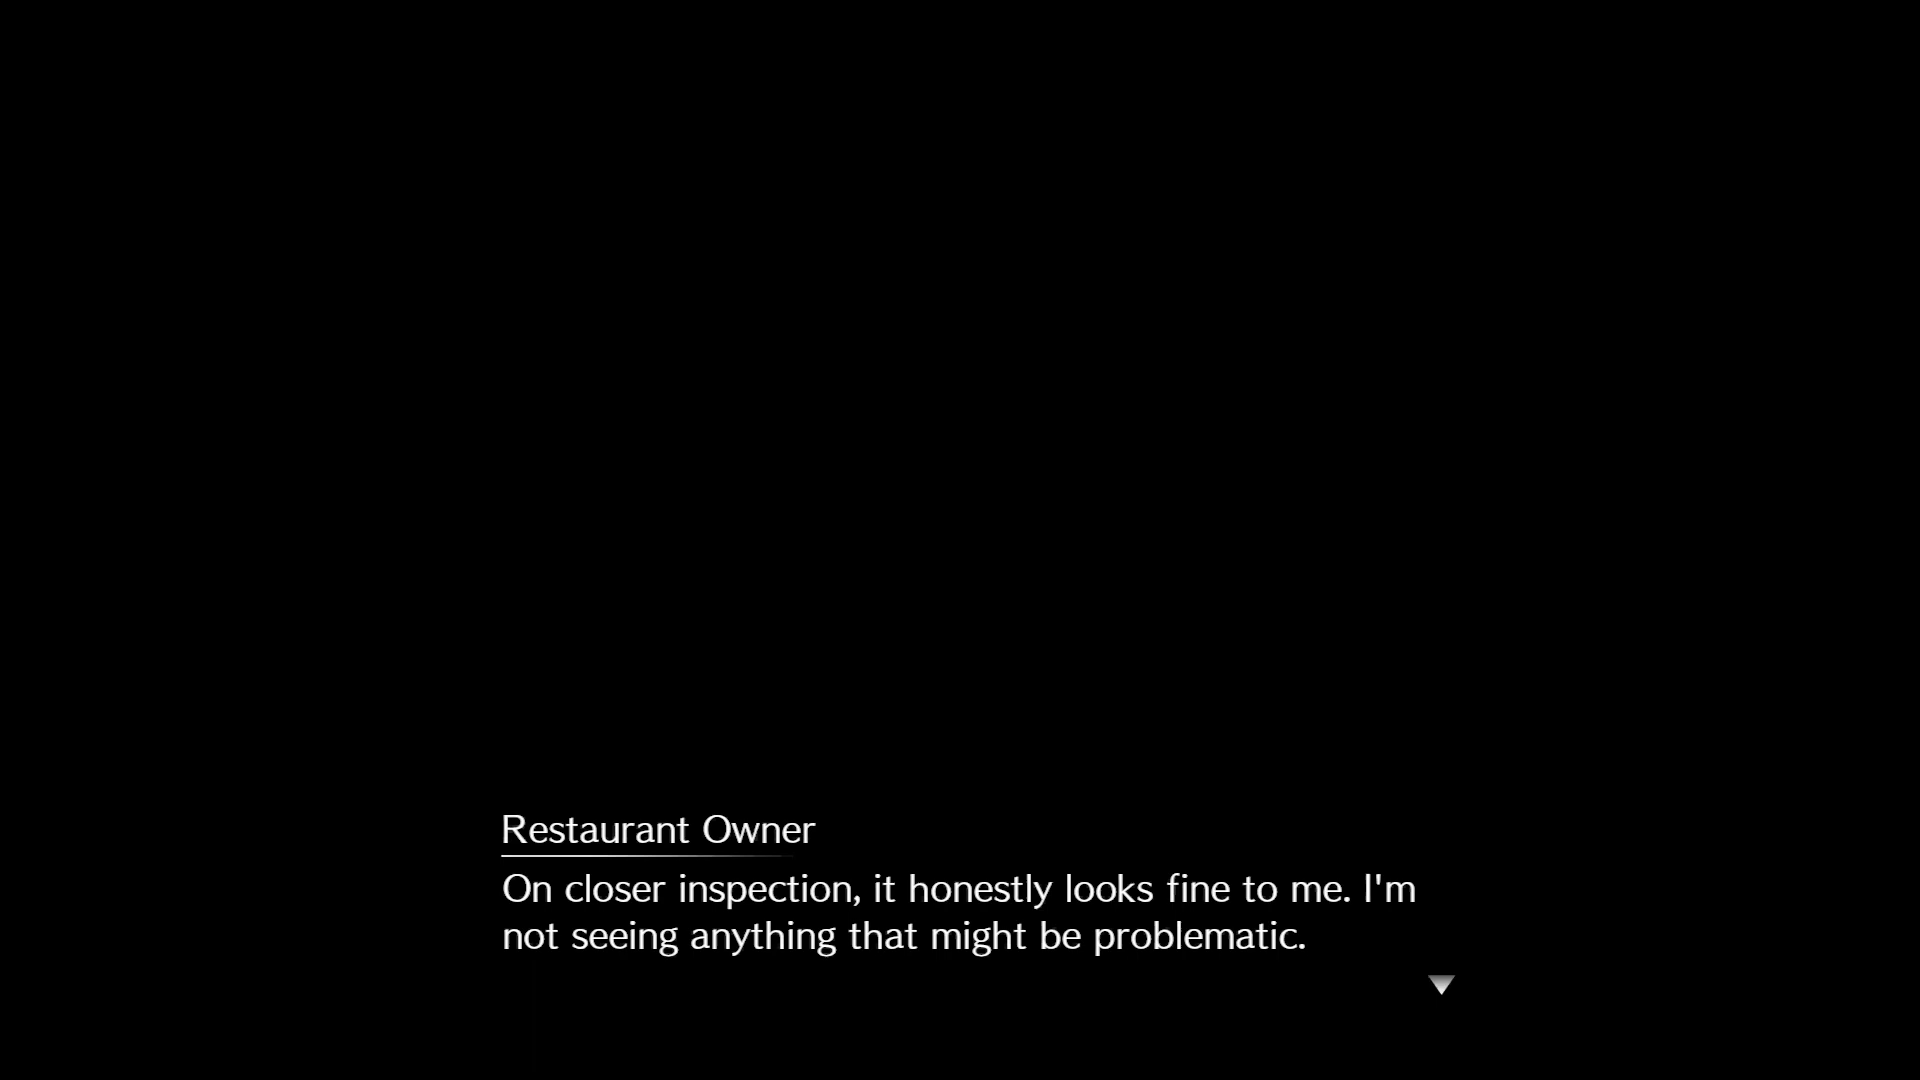 Restaurant Owner
On closer inspection, it honestly looks fine to me. I'm
not seeing anything that might be problematic.